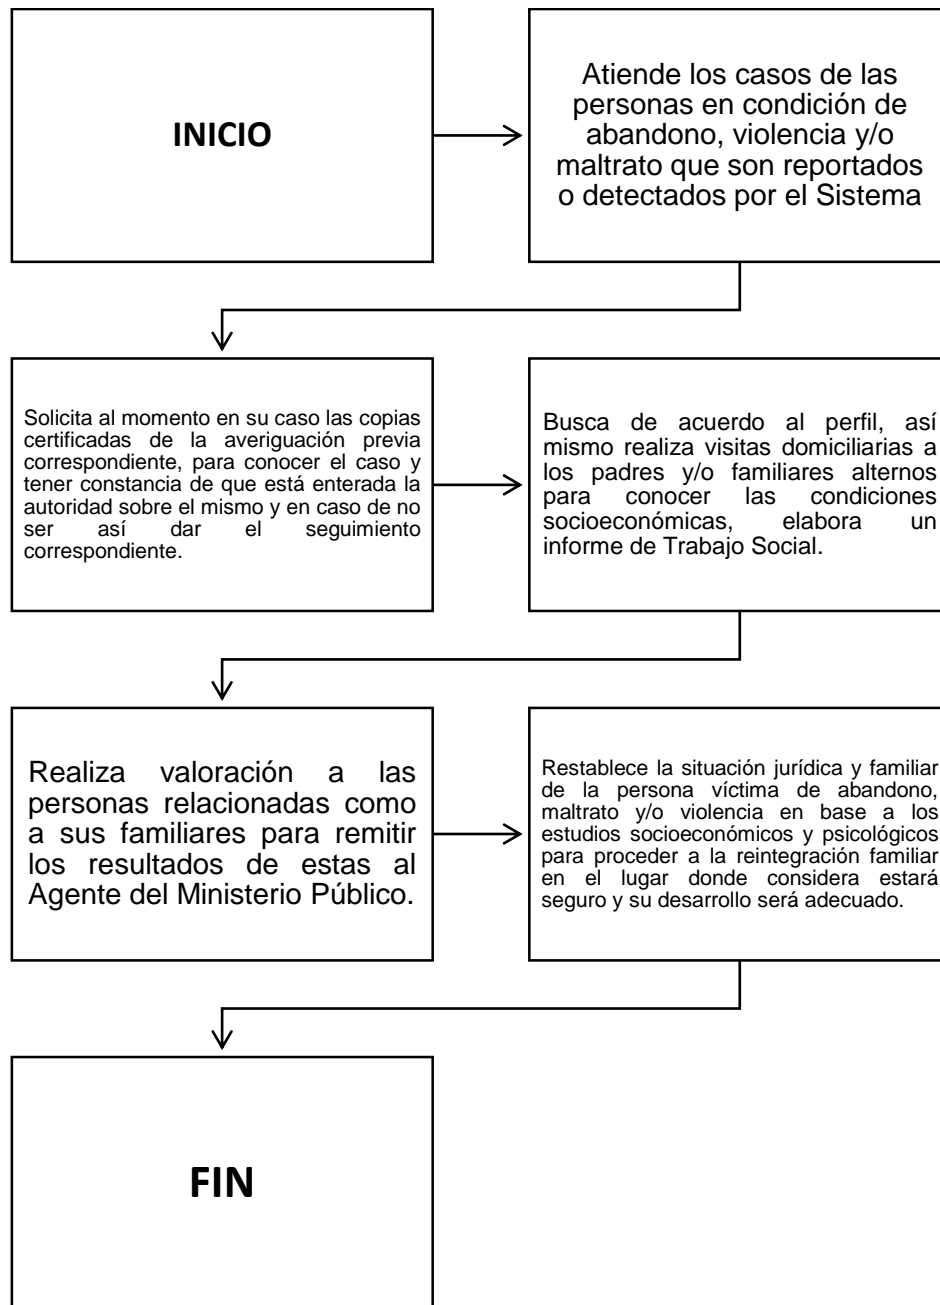 INICIO
Atiende los casos de las
personas en condición de
abandono, violencia y/o
maltrato que son reportados
o detectados por el Sistema
Solicita al momento en su caso las copias
certificadas de la averiguación previa
correspondiente, para conocer el caso y
tener constancia de que está enterada la
autoridad sobre el mismo y en caso de no
ser así dar el seguimiento
correspondiente.
Busca de acuerdo al perfil, así
mismo realiza visitas domiciliarias a
los padres y/o familiares alternos
para conocer las condiciones
socioeconómicas, elabora un
informe de Trabajo Social.
Realiza valoración a las
personas relacionadas como
a sus familiares para remitir
los resultados de estas al
Agente del Ministerio Público.
Restablece la situación jurídica y familiar
de la persona víctima de abandono,
maltrato y/o violencia en base a los
estudios socioeconómicos y psicológicos
para proceder a la reintegración familiar
en el lugar donde considera estará
seguro y su desarrollo será adecuado.
FIN